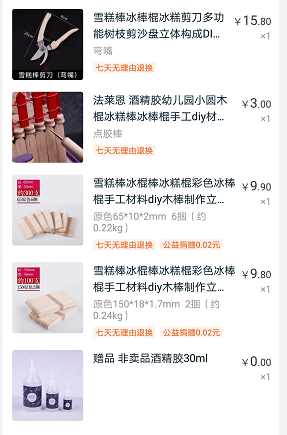 雪糕棒冰棒棍冰糕剪刀多功
能树枝剪沙盘立体构成DI…
¥15.80
×1
弯嘴
七天无理由退换
雪糕棒剪刀（弯嘴）
法莱恩 酒精胶幼儿园小圆木
棍冰糕棒冰棒棍手工diy材…
¥3.00
×1
点胶棒
七天无理由退换
雪糕棒冰棍棒冰糕棍彩色冰棒
棍手工材料diy木棒制作立…
¥9.90
×1
原色65*10*2mm 6捆（约
0.22kg）
七天无理由退换 公益捐赠0.02元
约300支
雪糕棒冰棍棒冰糕棍彩色冰棒
棍手工材料diy木棒制作立…
¥9.80
×1
原色150*18*1.7mm 2捆（约
0.24kg）
七天无理由退换 公益捐赠0.02元
约100支
赠品 非卖品酒精胶30ml
¥0.00
×1